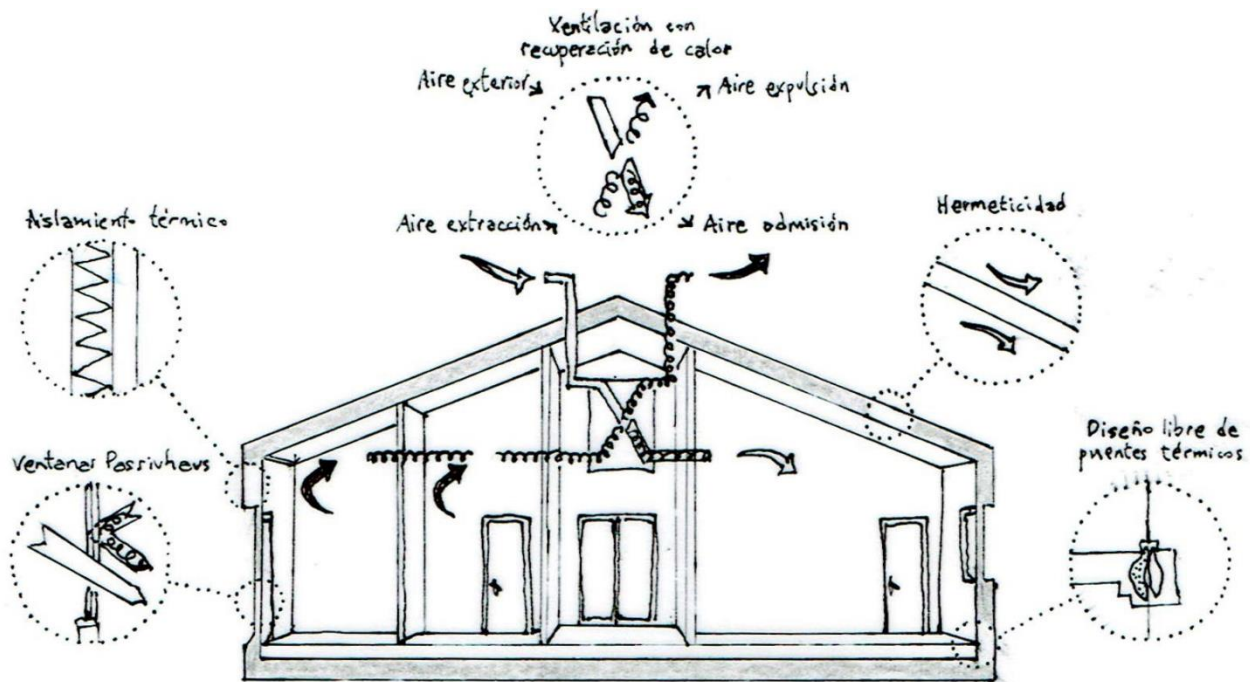 Ventilación con
recuperación de calor
Aire exterior
Aire expulsión
Aire extracción
Aire admisión
Aislamiento térmico
Hermeticidad
Ventanas Passivhaus
Diseño libre de
puentes térmicos